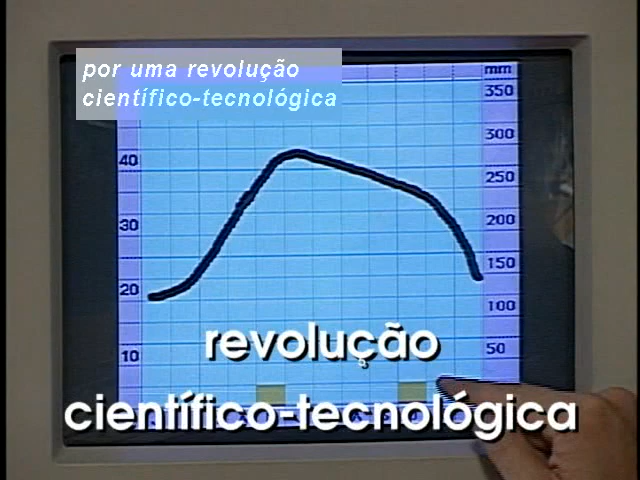 por uma revolução
científico-tecnológica
mm
350
300
250
200
150
100
50
40
30
20
10
revolução
científico-tecnológica